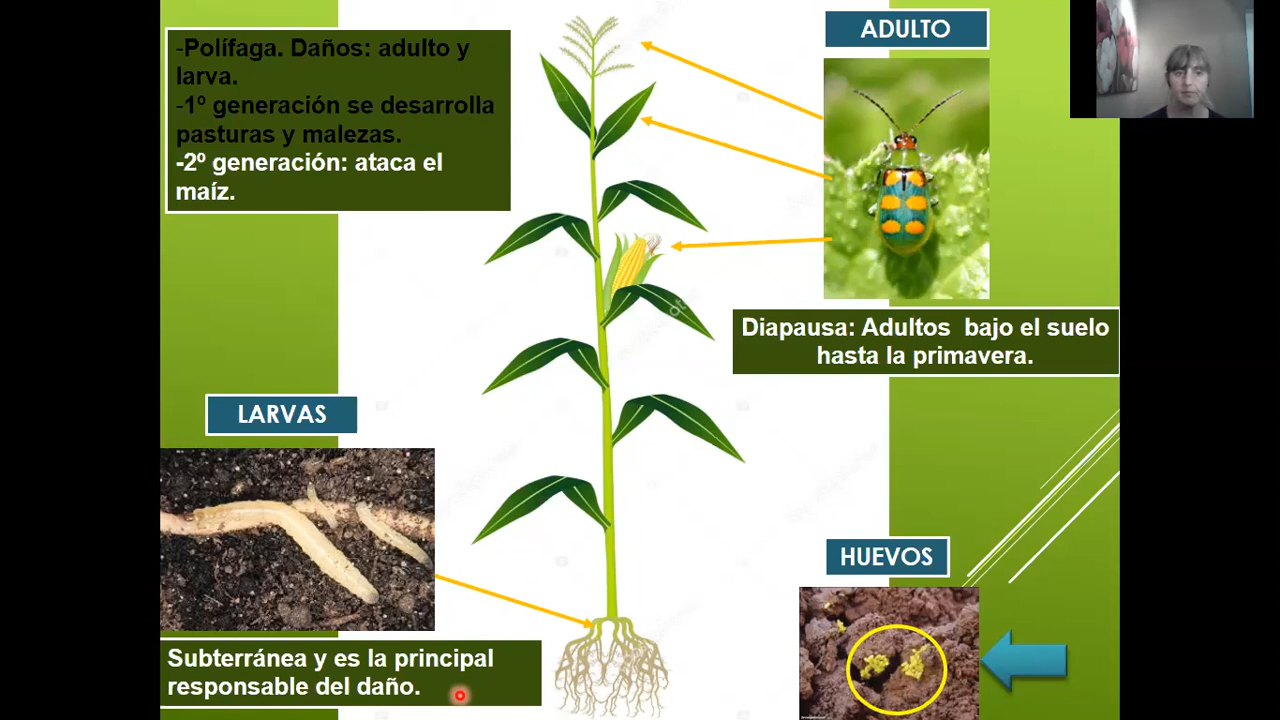 -Polífaga. Daños: adulto y
larva.
-1º generación se desarrolla
pasturas y malezas.
-2º generación: ataca el
maíz.
ADULTO
Diapausa: Adultos bajo el suelo
hasta la primavera.
LARVAS
Subterránea y es la principal
responsable del daño.
HUEVOS